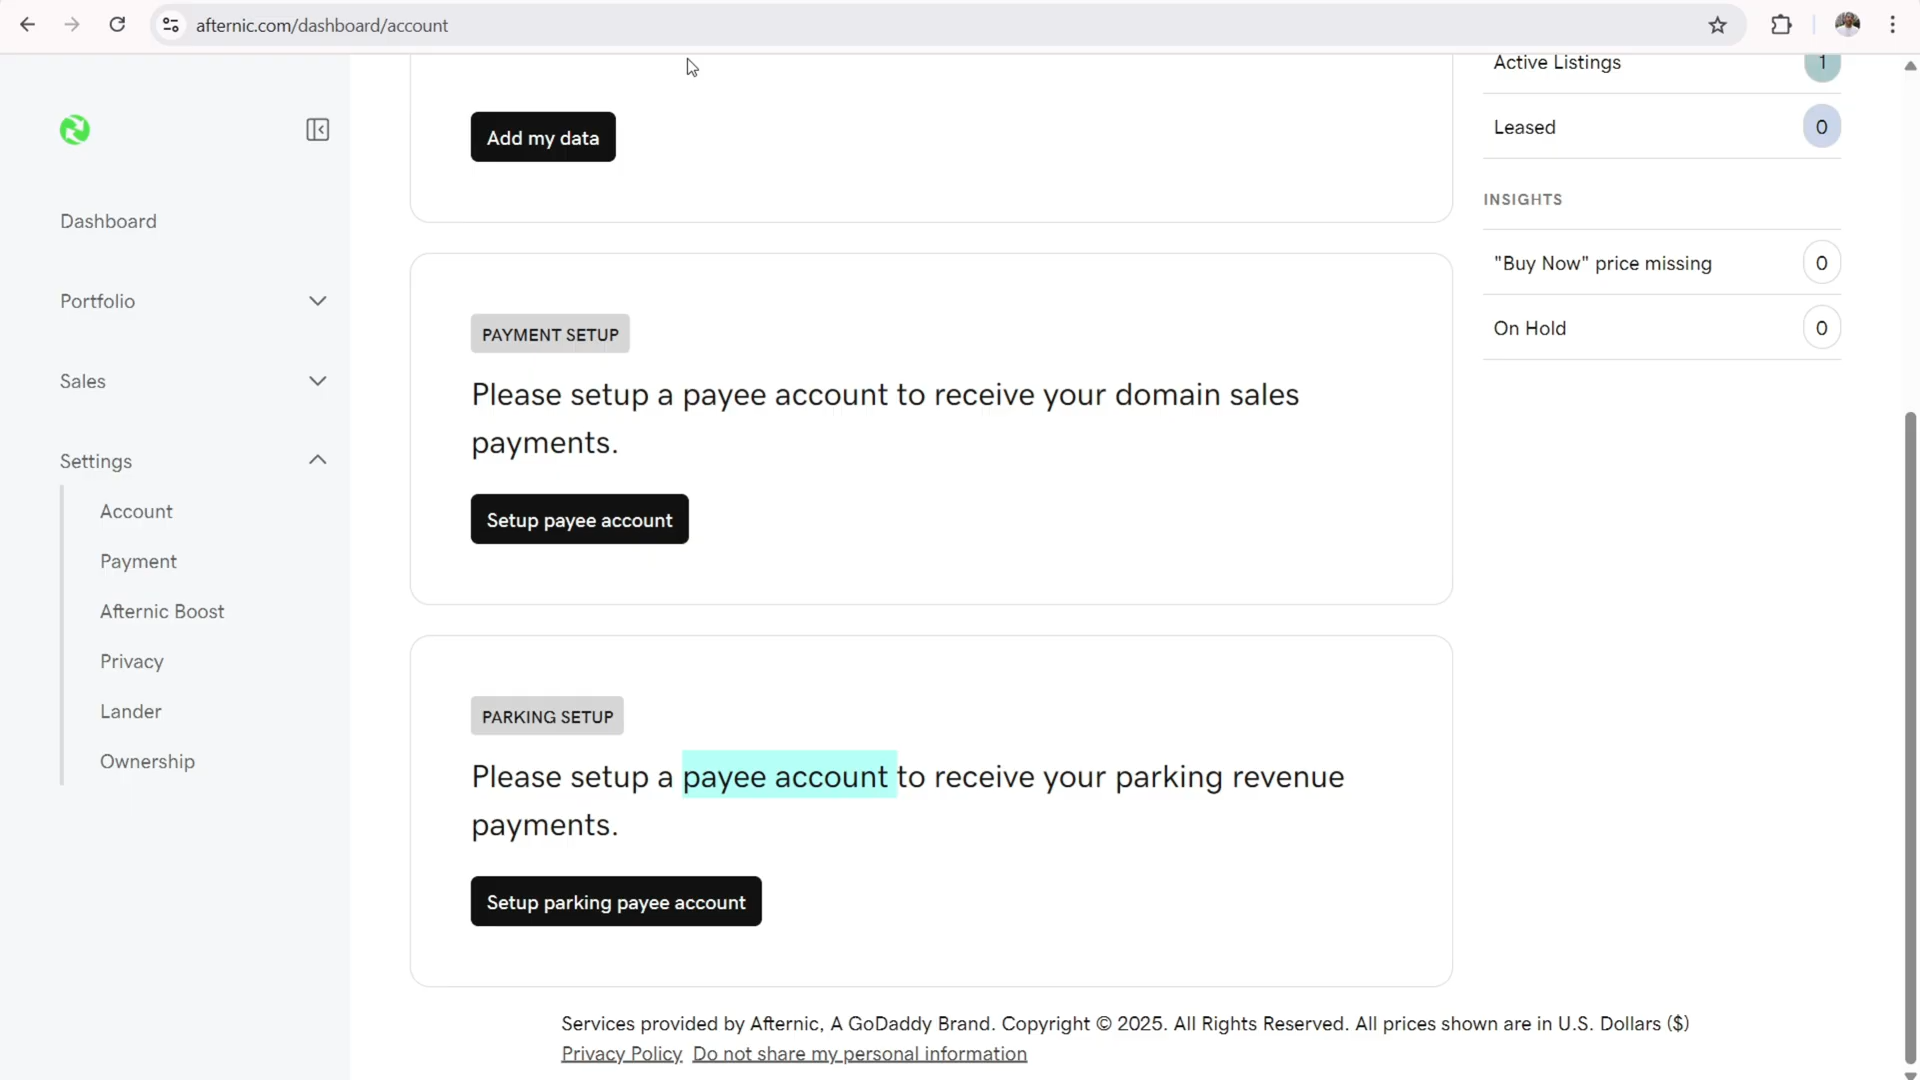 afternic.com/dashboard/account
Dashboard
Portfolio
Sales
Settings
Account
Payment
Afternic Boost
Privacy
Lander
Ownership
Add my data
PAYMENT SETUP
Please setup a payee account to receive your domain sales
payments.
Setup payee account
PARKING SETUP
Please setup a payee account to receive your parking revenue
payments.
Setup parking payee account
Active Listings 1
Leased 0
INSIGHTS
"Buy Now" price missing 0
On Hold 0
Services provided by Afternic, A GoDaddy Brand. Copyright © 2025. All Rights Reserved. All prices shown are in U.S. Dollars ($)
Privacy Policy Do not share my personal information